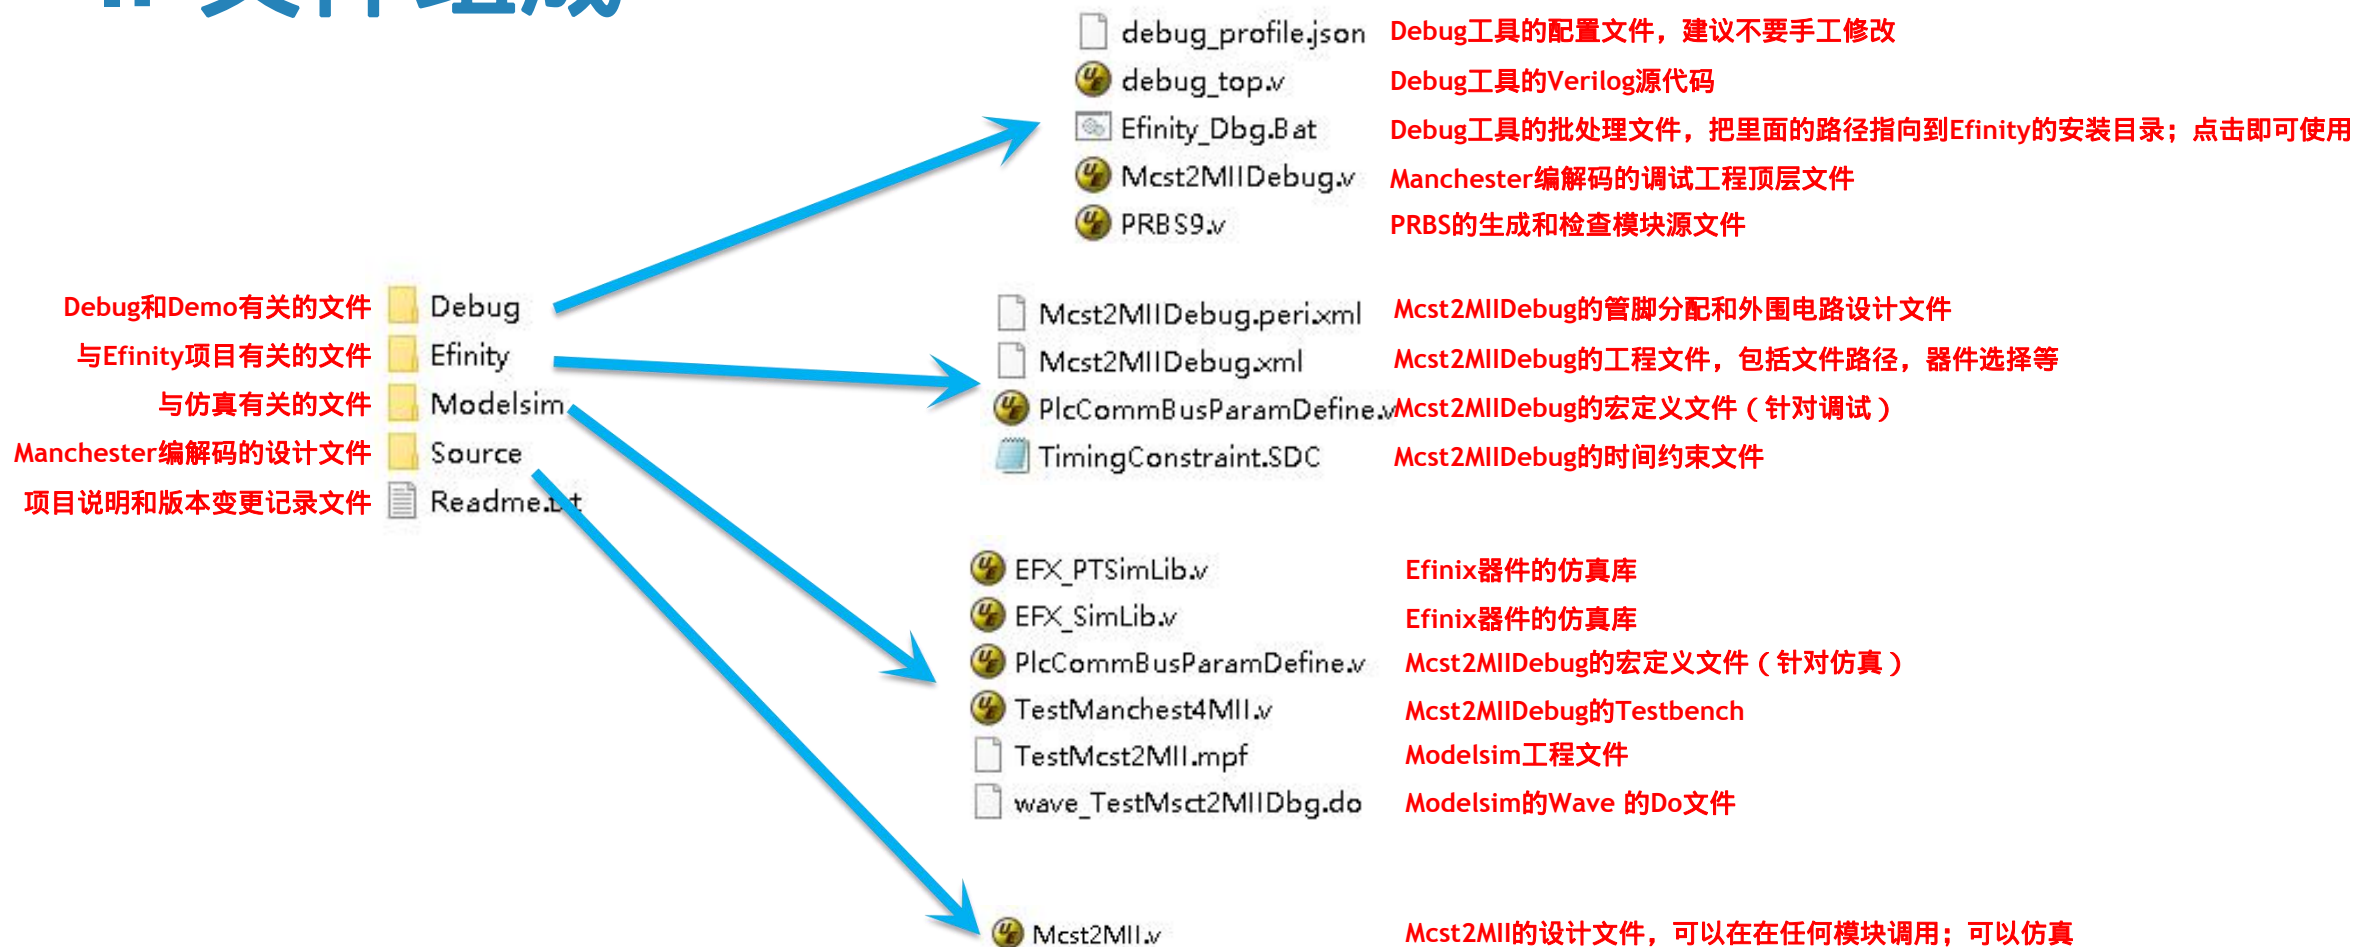 文件组成
debug_profile.json Debug工具的配置文件，建议不要手工修改
debug_top.v Debug工具的Verilog源代码
Efinity_Dbg.Bat Debug工具的批处理文件，把里面的路径指向到Efinity的安装目录；点击即可使用
Mcst2MIIDebug.v Manchester编解码的调试工程顶层文件
PRBS9.v PRBS的生成和检查模块源文件
Debug和Demo有关的文件 Debug
与Efinity项目有关的文件 Efinity
与仿真有关的文件 Modelsim
Manchester编解码的设计文件 Source
项目说明和版本变更记录文件 Readme.txt
Mcst2MIIDebug.peri.xml Mcst2MIIDebug的管脚分配和外围电路设计文件
Mcst2MIIDebug.xml Mcst2MIIDebug的工程文件，包括文件路径，器件选择等
PlcCommBusParamDefine.v Mcst2MIIDebug的宏定义文件（针对调试）
TimingConstraint.SDC Mcst2MIIDebug的时间约束文件
EFX_PTSimLib.v Efinix器件的仿真库
EFX_SimLib.v Efinix器件的仿真库
PlcCommBusParamDefine.v Mcst2MIIDebug的宏定义文件（针对仿真）
TestManchest4MII.v Mcst2MIIDebug的Testbench
TestMcst2MII.mpf Modelsim工程文件
wave_TestMsct2MIIDbg.do Modelsim的Wave 的Do文件
Mcst2MII.v Mcst2MII的设计文件，可以在在任何模块调用；可以仿真